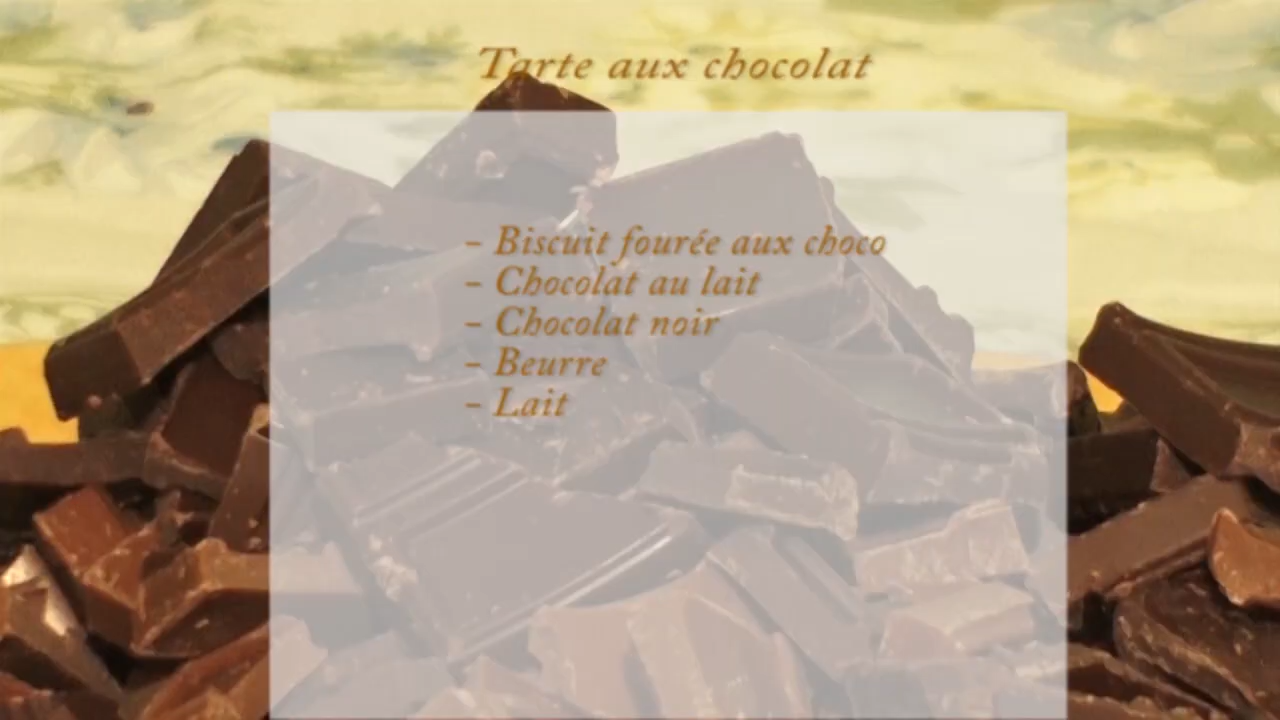 Tarte aux chocolat
- Biscuit fourée aux choco
- Chocolat au lait
- Chocolat noir
- Beurre
- Lait